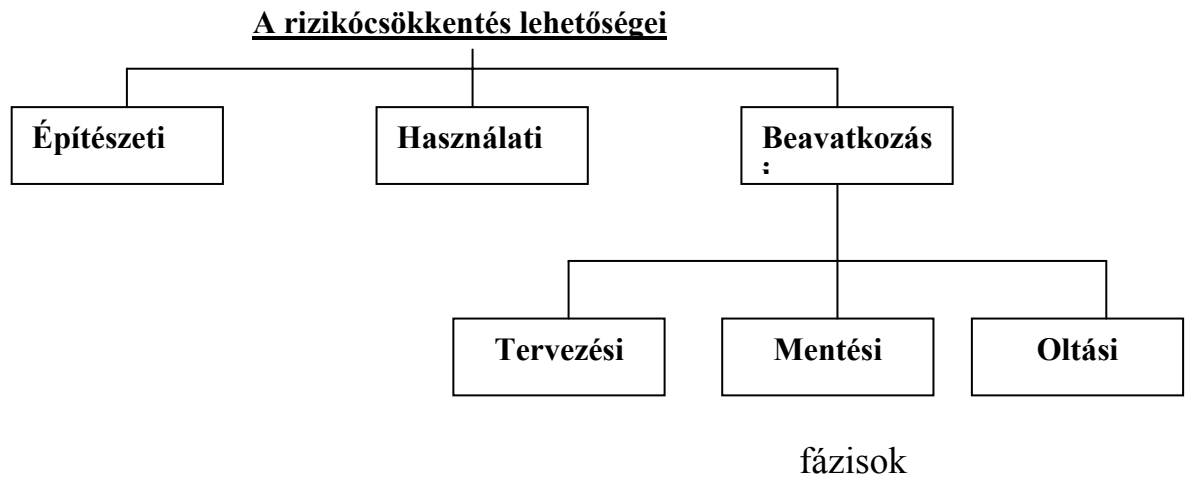 A rizikócsökkentés lehetőségei
Építészeti Használati Beavatkozás
i
Tervezési Mentési Oltási
fázisok